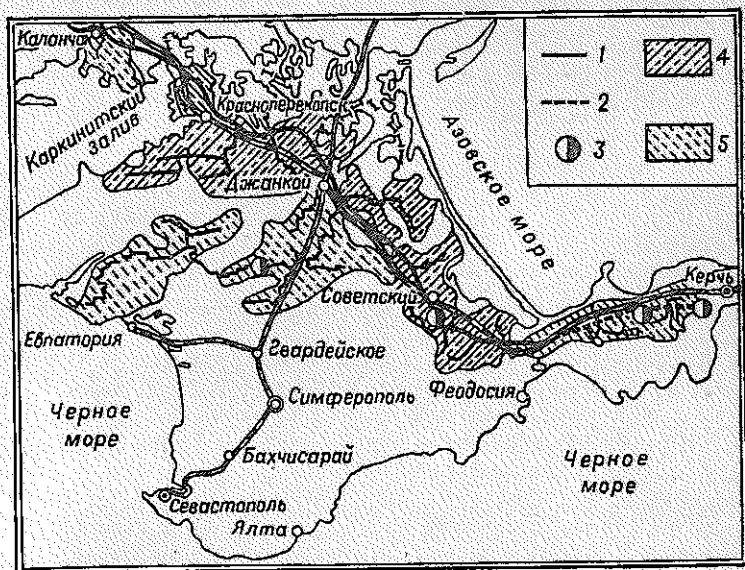 Каланчак
Каркинитский
залив
Красноперекопск
Джанкой
Азовское море
1
2
3
4
5
Керчь
Советский
Евпатория
Гвардейское
Феодосия
Симферополь
Черное
море
Бахчисарай
Севастополь
Ялта
Черное
море